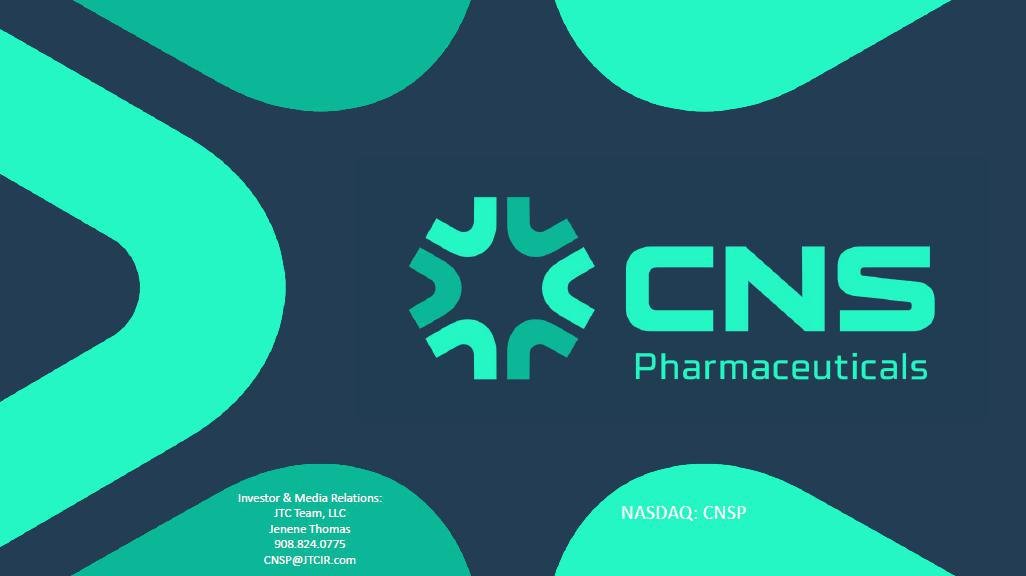 CNS
Pharmaceuticals
Investor & Media Relations:
JTC Team, LLC
Jenene Thomas
908.824.0775
CNSP@JTCIR.com
NASDAQ: CNSP